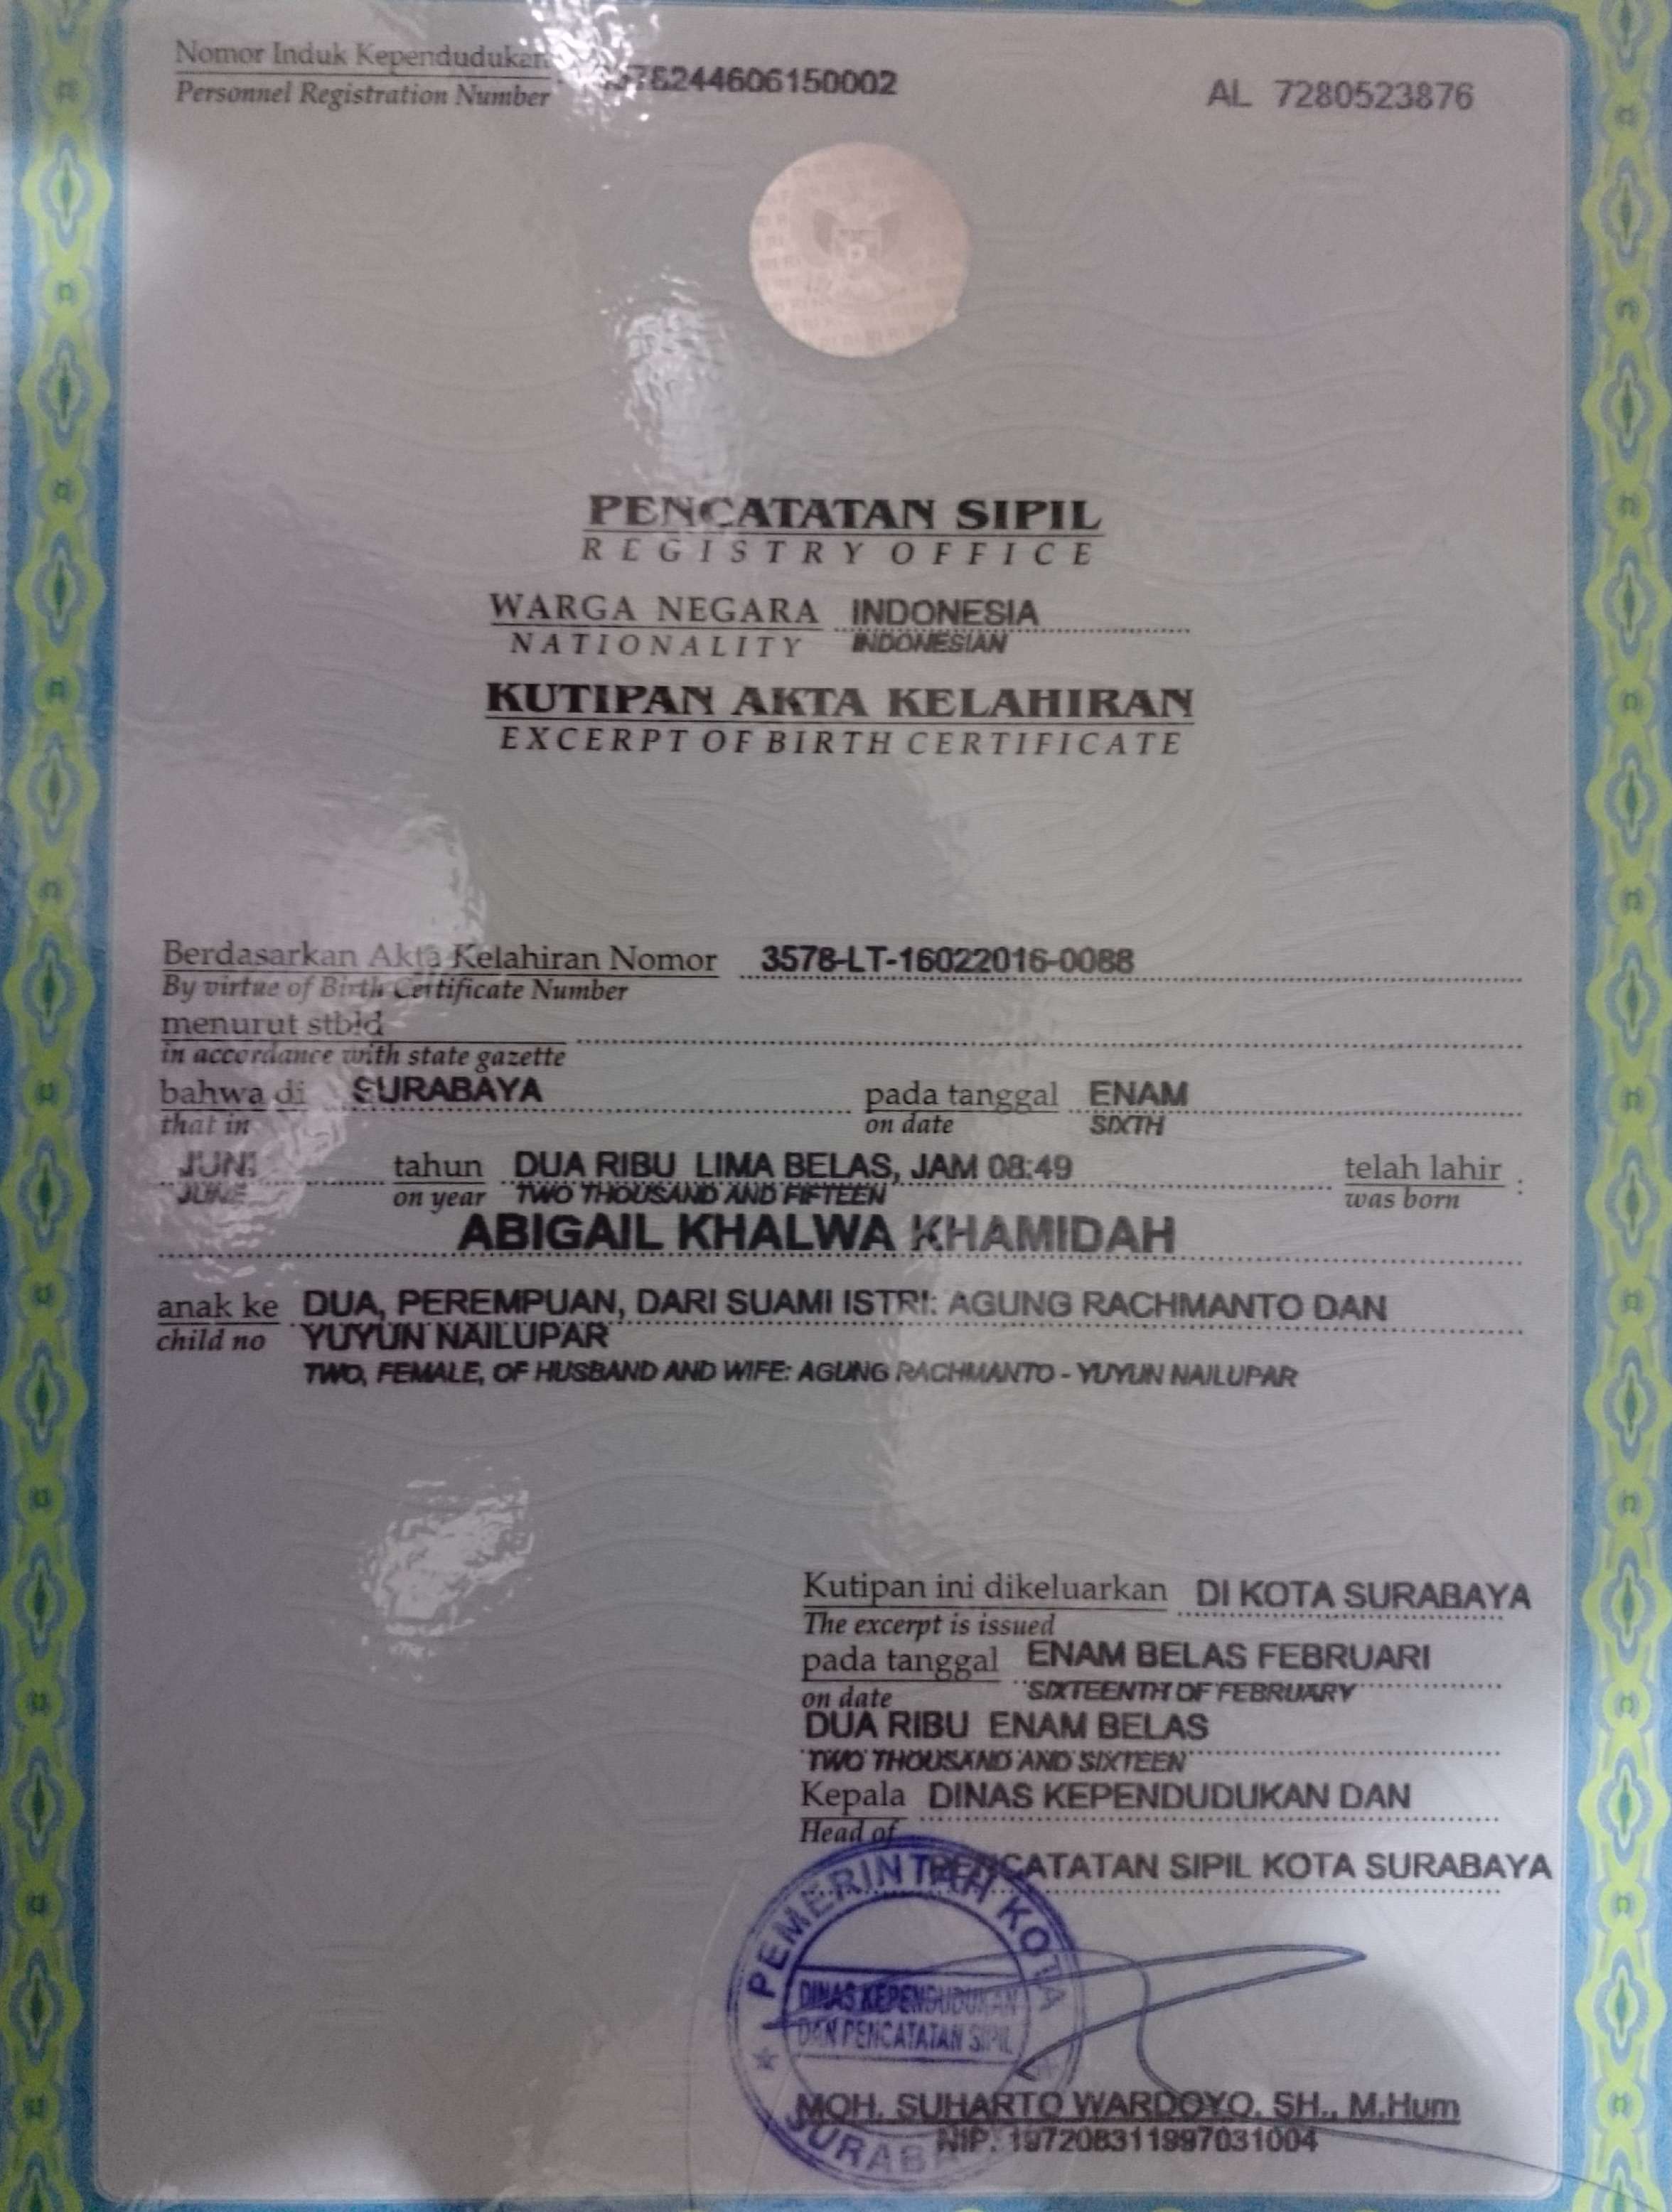 Nomor Induk Kependudukan
Personnel Registration Number
AL 7280523876
PENCATATAN SIPIL
REGISTRY OFFICE
WARGA NEGARA INDONESIA
NATIONALITY INDONESIAN
KUTIPAN AKTA KELAHIRAN
EXCERPT OF BIRTH CERTIFICATE
Berdasarkan Akta Kelahiran Nomor 3578-LT-16022016-0088
By virtue of Birth Certificate Number
menurut stbld
in accordance with state gazette
bahwa di SURABAYA pada tanggal ENAM
that in on date SIXTH
JUNI tahun DUA RIBU LIMA BELAS, JAM 08:49 telah lahir :
JUNE on year TWO THOUSAND AND FIFTEEN was born
ABIGAIL KHALWA KHAMIDAH
anak ke DUA, PEREMPUAN, DARI SUAMI ISTRI: AGUNG RACHMANTO DAN
child no YUYUN NAILUPAR
TWO, FEMALE, OF HUSBAND AND WIFE: AGUNG RACHMANTO - YUYUN NAILUPAR
Kutipan ini dikeluarkan DI KOTA SURABAYA
The excerpt is issued
pada tanggal ENAM BELAS FEBRUARI
on date SIXTEENTH OF FEBRUARY
DUA RIBU ENAM BELAS
TWO THOUSAND AND SIXTEEN
Kepala DINAS KEPENDUDUKAN DAN
Head of
PENCATATAN SIPIL KOTA SURABAYA
PEMERINTAH KOTA
DINAS KEPENDUDUKAN
DAN PENCATATAN SIPIL
SURABAYA
MOH. SUHARTO WARDOYO, SH., M.Hum
NIP. 197208311997031004